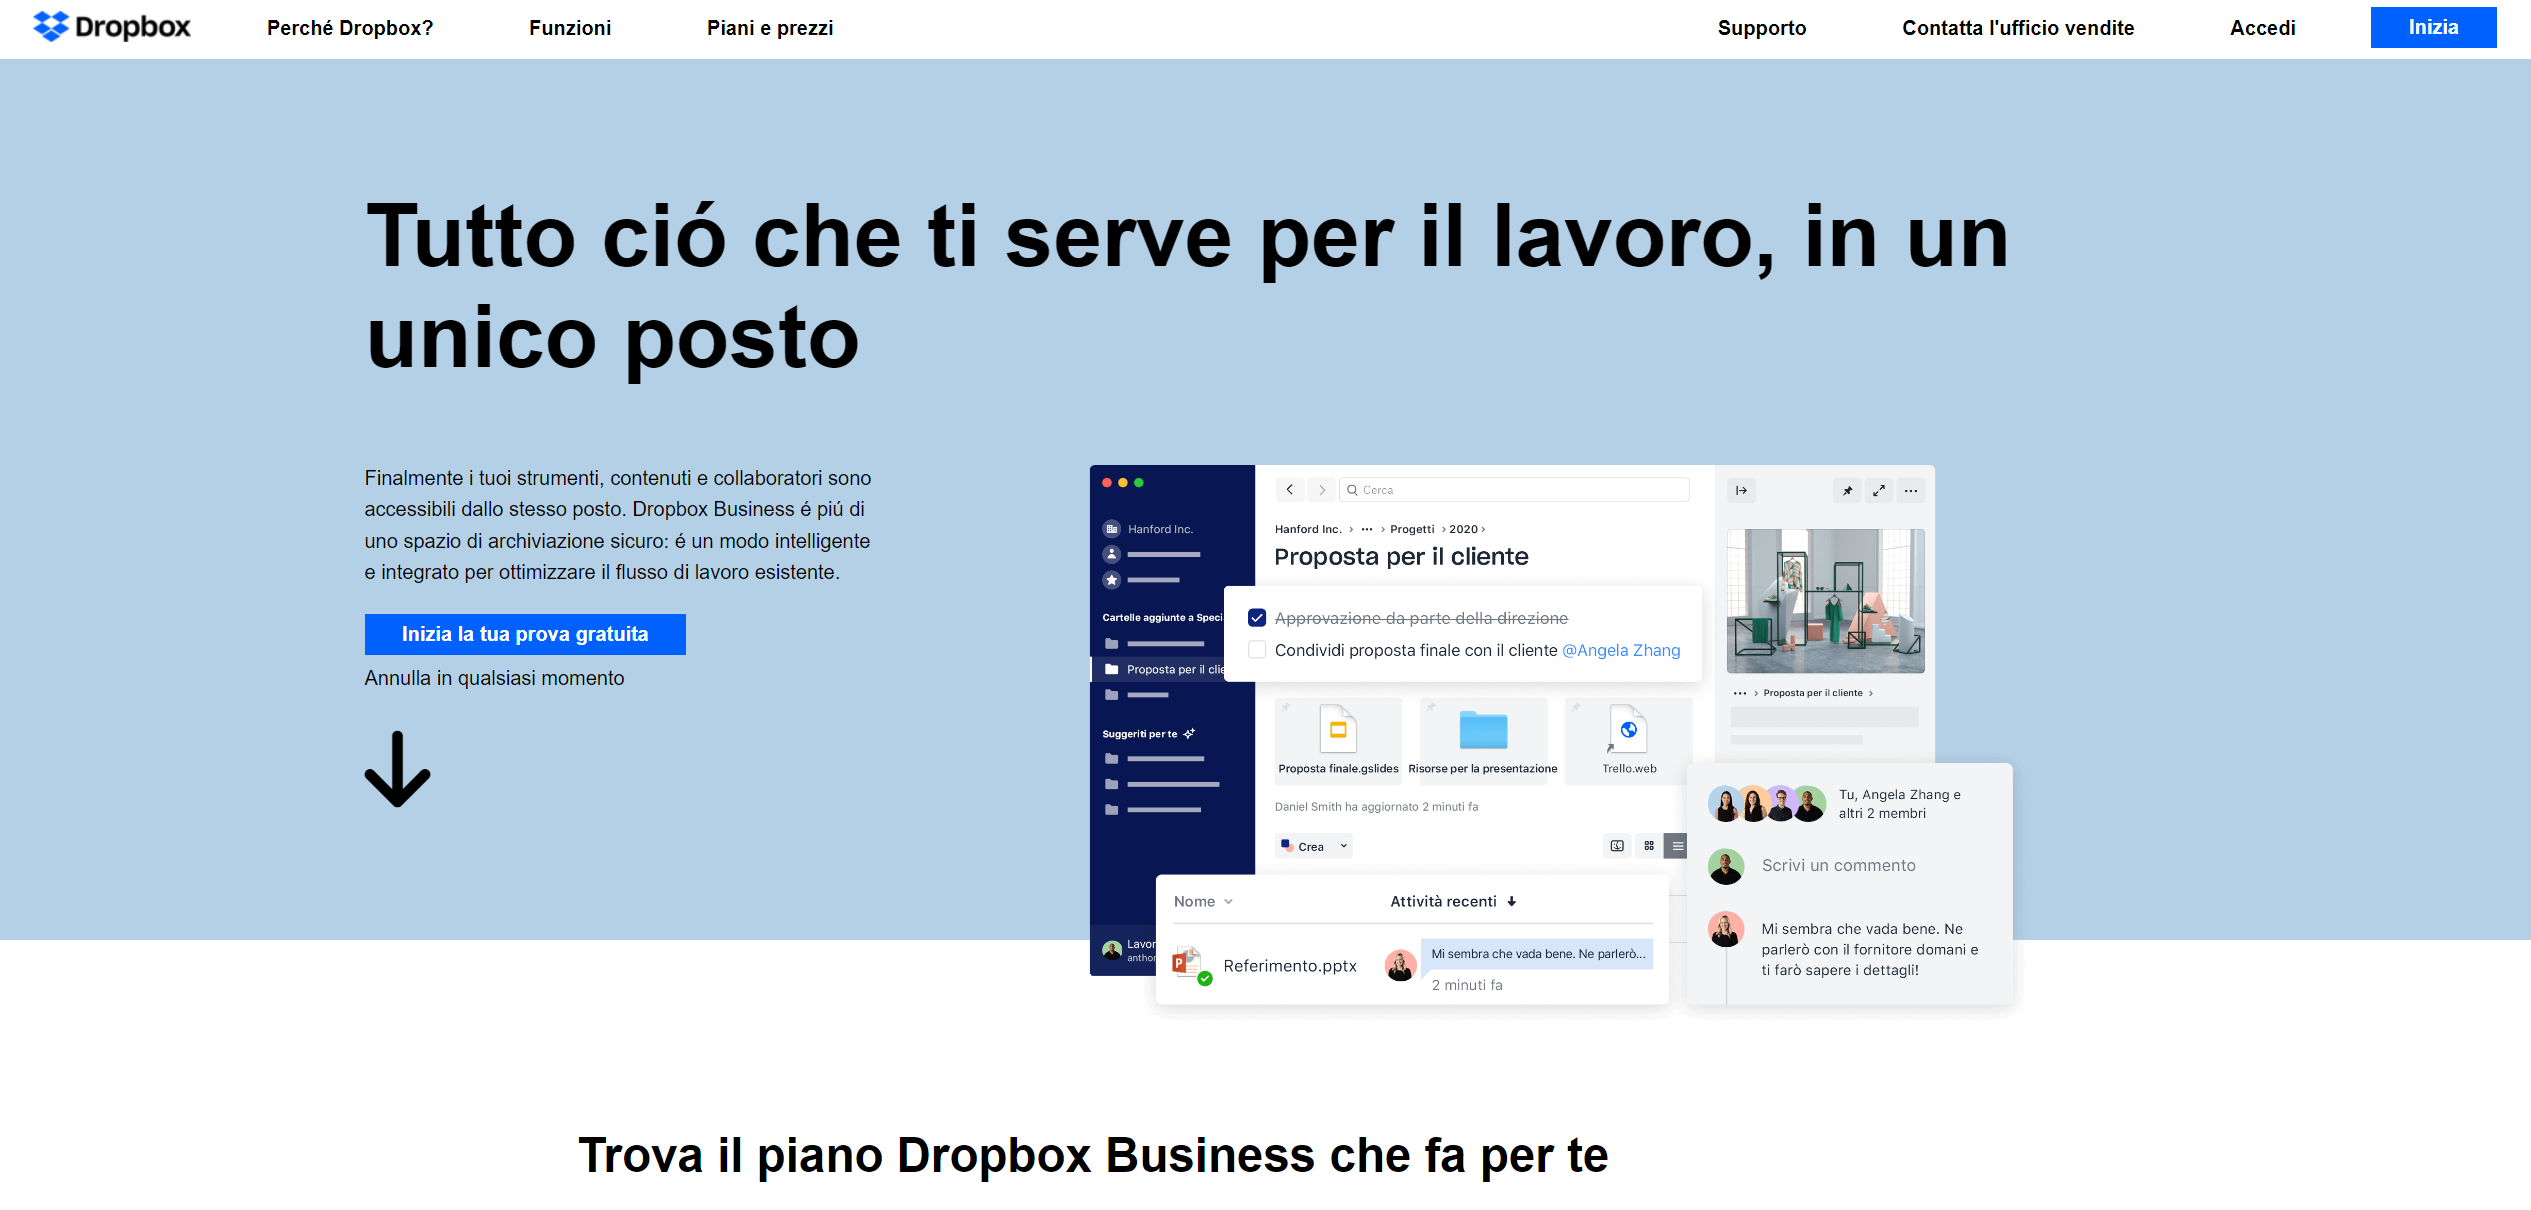 Dropbox
Perché Dropbox?
Funzioni
Piani e prezzi
Supporto
Contatta l'ufficio vendite
Accedi
Inizia
Tutto ció che ti serve per il lavoro, in un
unico posto
Finalmente i tuoi strumenti, contenuti e collaboratori sono
accessibili dallo stesso posto. Dropbox Business é piú di
uno spazio di archiviazione sicuro: é un modo intelligente
e integrato per ottimizzare il flusso di lavoro esistente.
Inizia la tua prova gratuita
Annulla in qualsiasi momento
Hanford Inc.
Cartelle aggiunte a Speci
Proposta per il clie
Suggeriti per te
Lavor
antho
Cerca
Hanford Inc. › ··· › Progetti › 2020 ›
Proposta per il cliente
Approvazione da parte della direzione
Condividi proposta finale con il cliente @Angela Zhang
Proposta finale.gslides
Risorse per la presentazione
Trello.web
Daniel Smith ha aggiornato 2 minuti fa
Crea
Nome
Attività recenti
P
Referimento.pptx
Mi sembra che vada bene. Ne parlerò...
2 minuti fa
··· › Proposta per il cliente ›
Tu, Angela Zhang e
altri 2 membri
Scrivi un commento
Mi sembra che vada bene. Ne
parlerò con il fornitore domani e
ti farò sapere i dettagli!
Trova il piano Dropbox Business che fa per te